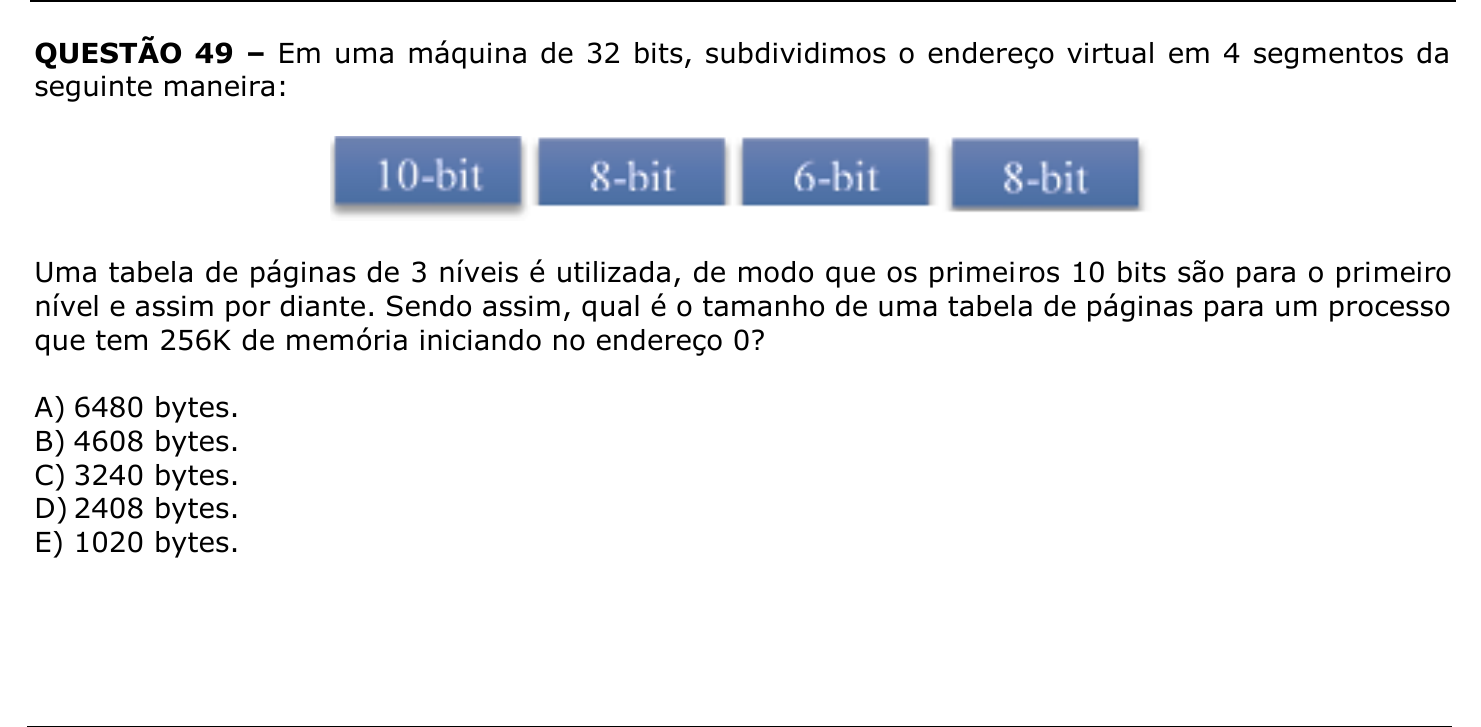 QUESTÃO 49 – Em uma máquina de 32 bits, subdividimos o endereço virtual em 4 segmentos da
seguinte maneira:
10-bit 8-bit 6-bit 8-bit
Uma tabela de páginas de 3 níveis é utilizada, de modo que os primeiros 10 bits são para o primeiro
nível e assim por diante. Sendo assim, qual é o tamanho de uma tabela de páginas para um processo
que tem 256K de memória iniciando no endereço 0?
A) 6480 bytes.
B) 4608 bytes.
C) 3240 bytes.
D) 2408 bytes.
E) 1020 bytes.